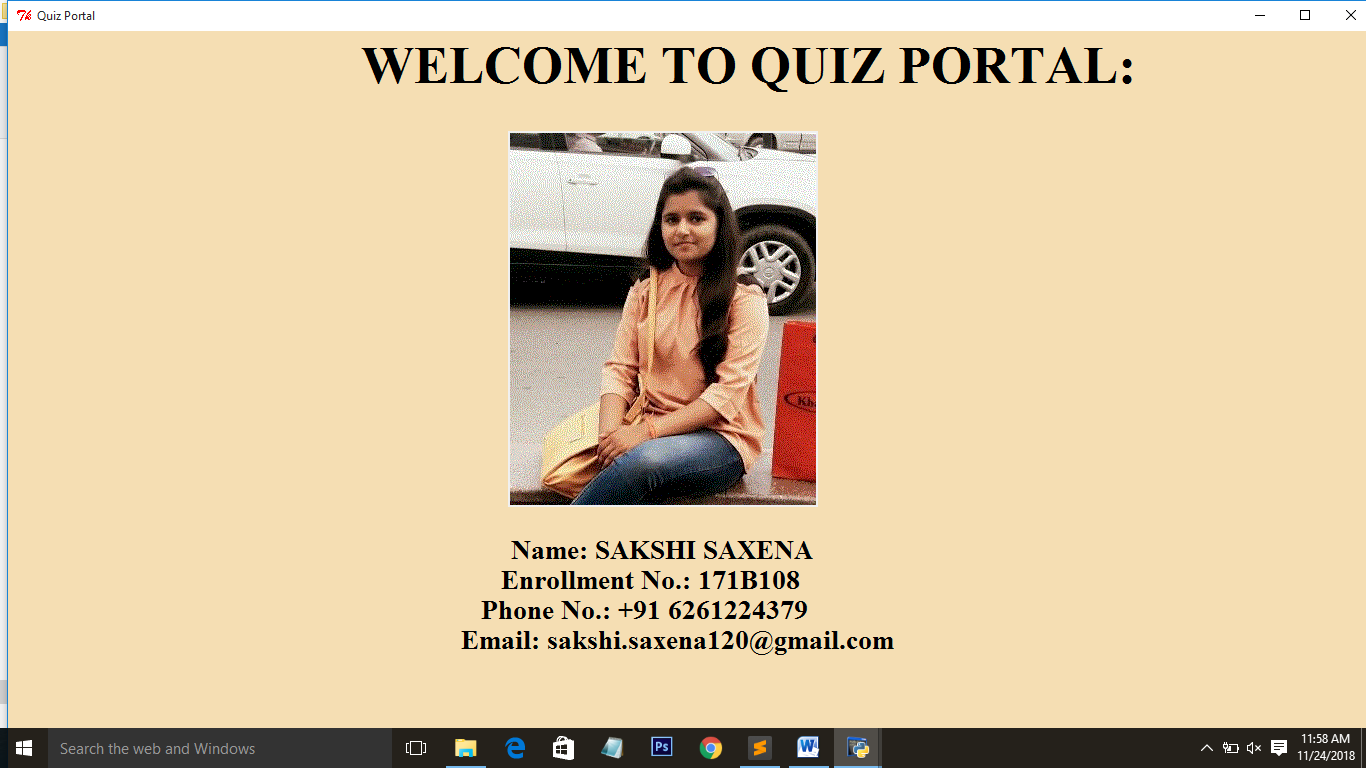 Quiz Portal
WELCOME TO QUIZ PORTAL:
Name: SAKSHI SAXENA
Enrollment No.: 171B108
Phone No.: +91 6261224379
Email: sakshi.saxena120@gmail.com
Search the web and Windows
Ps
11:58 AM
11/24/2018